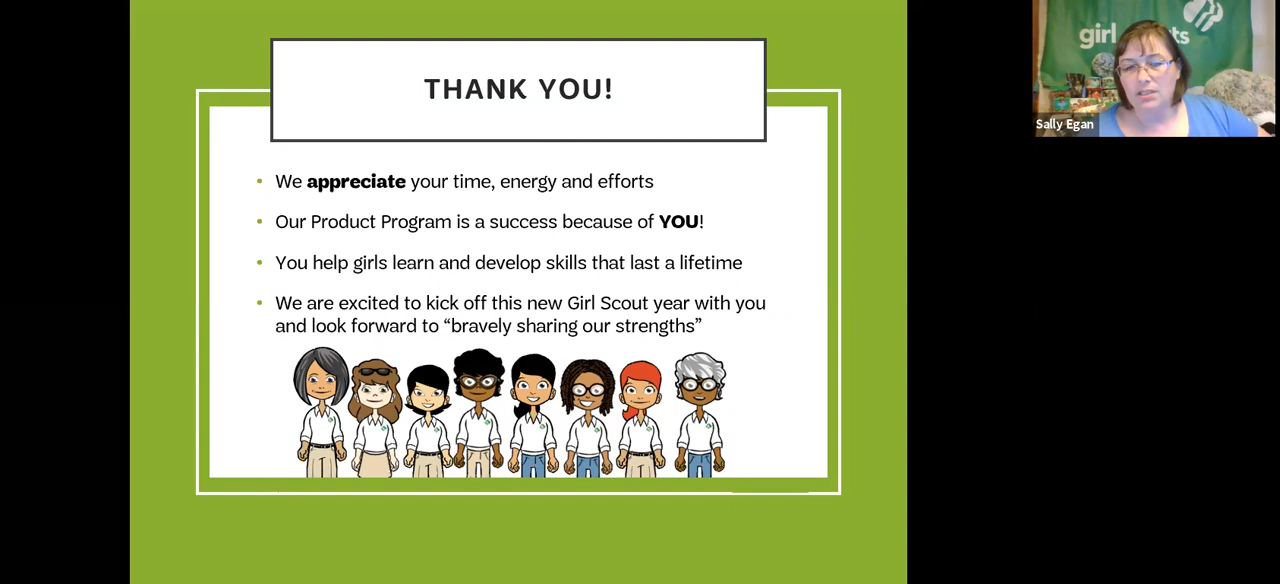 THANK YOU!
We appreciate your time, energy and efforts
Our Product Program is a success because of YOU!
You help girls learn and develop skills that last a lifetime
We are excited to kick off this new Girl Scout year with you
and look forward to “bravely sharing our strengths”
girl ts
Sally Egan